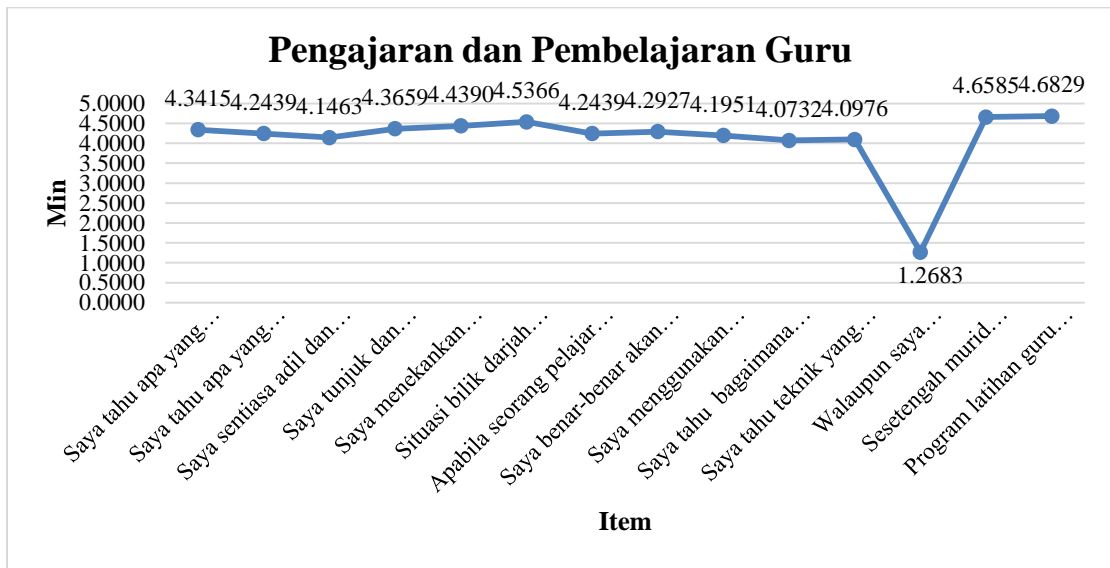 Pengajaran dan Pembelajaran Guru
4.3415 4.2439 4.1463 4.3659 4.4390 4.5366 4.2439 4.2927 4.1951 4.0732 4.0976 1.2683 4.6585 4.6829
5.0000
4.5000
4.0000
3.5000
3.0000
2.5000
2.0000
1.5000
1.0000
0.5000
0.0000
Min
Saya tahu apa yang…
Saya tahu apa yang…
Saya sentiasa adil dan…
Saya tunjuk dan…
Saya menekankan…
Situasi bilik darjah…
Apabila seorang pelajar…
Saya benar-benar akan…
Saya menggunakan…
Saya tahu  bagaimana…
Saya tahu teknik yang…
Walaupun saya…
Sesetengah murid…
Program latihan guru…
Item